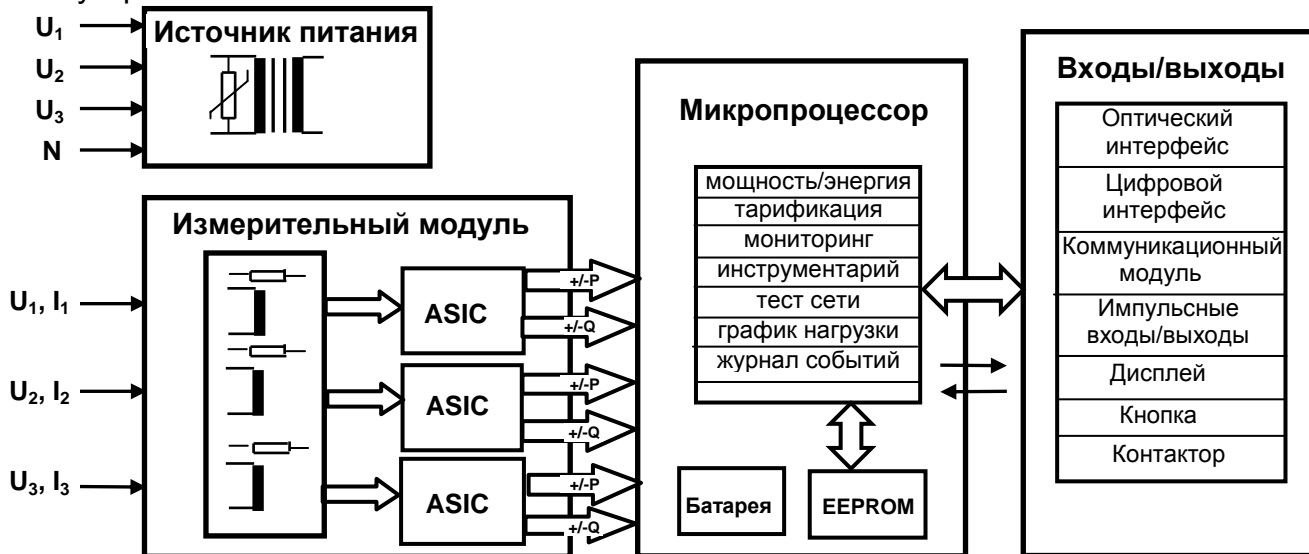 U₁
U₂
U₃
N
Источник питания
Измерительный модуль
U₁, I₁
U₂, I₂
U₃, I₃
ASIC
ASIC
ASIC
+/-P
+/-Q
+/-P
+/-Q
+/-P
+/-Q
Микропроцессор
мощность/энергия
тарификация
мониторинг
инструментарий
тест сети
график нагрузки
журнал событий
Батарея
EEPROM
Входы/выходы
Оптический
интерфейс
Цифровой
интерфейс
Коммуникационный
модуль
Импульсные
входы/выходы
Дисплей
Кнопка
Контактор